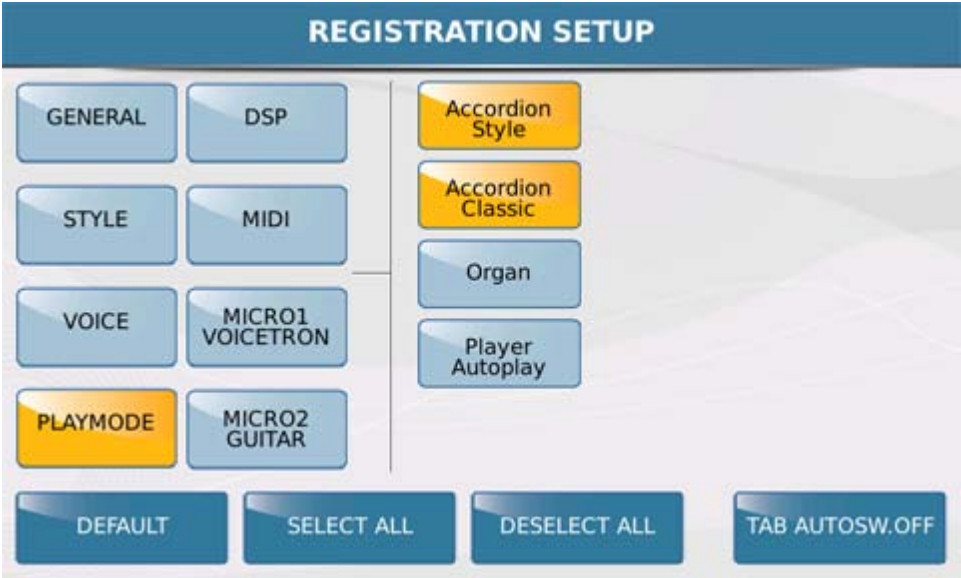 REGISTRATION SETUP
GENERAL
DSP
STYLE
MIDI
VOICE
MICRO1
VOICETRON
PLAYMODE
MICRO2
GUITAR
Accordion
Style
Accordion
Classic
Organ
Player
Autoplay
DEFAULT
SELECT ALL
DESELECT ALL
TAB AUTOSW.OFF